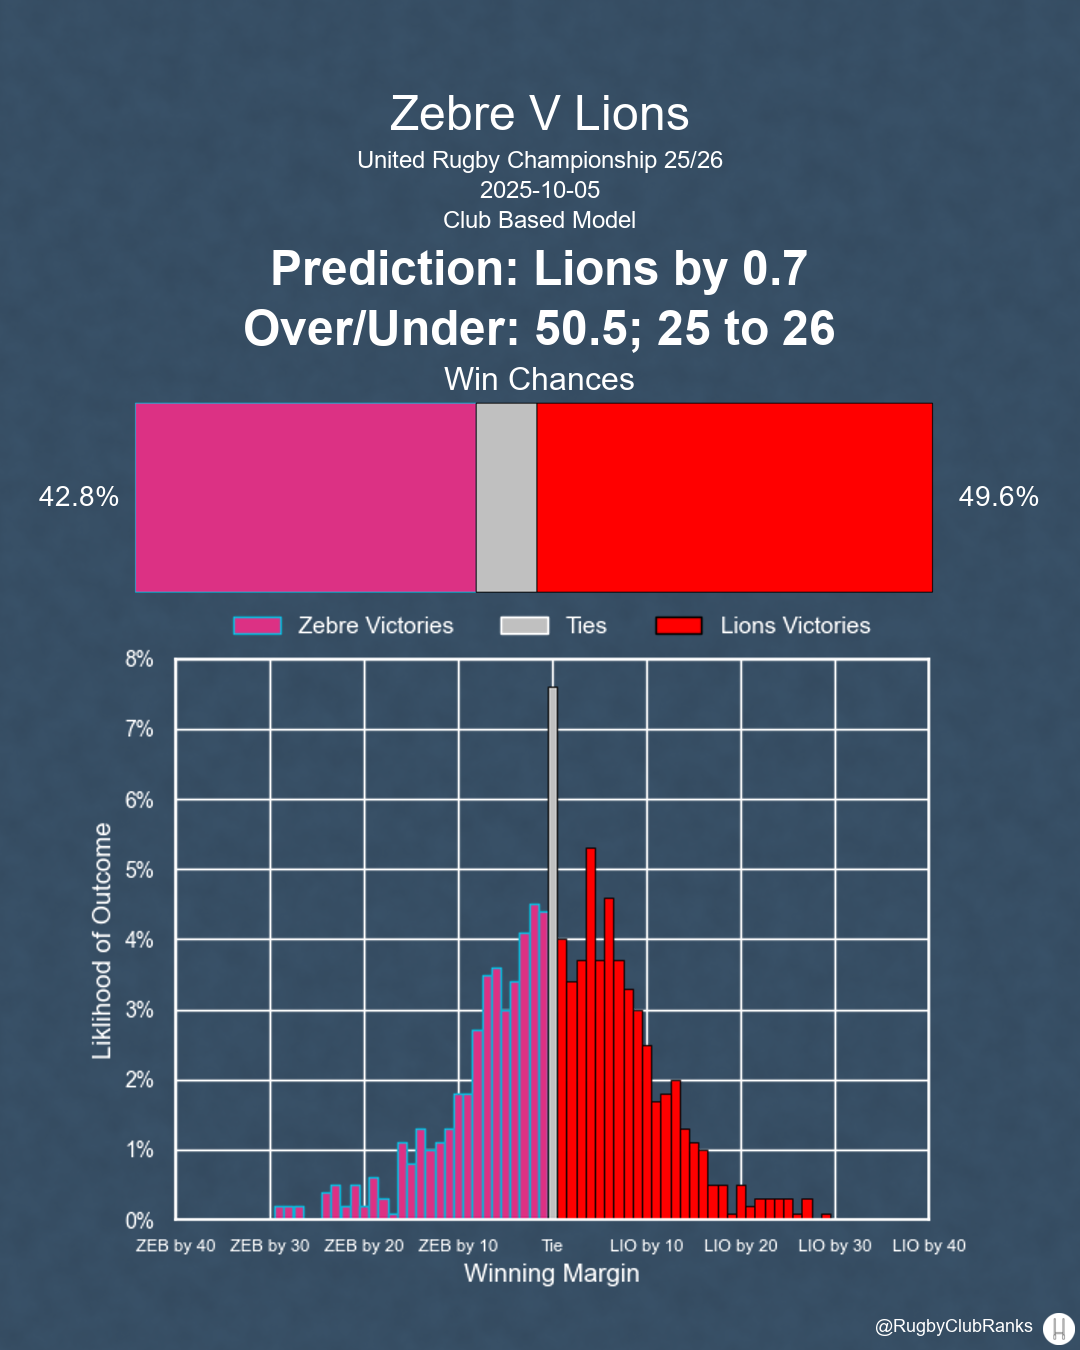 Zebre V Lions
United Rugby Championship 25/26
2025-10-05
Club Based Model
Prediction: Lions by 0.7
Over/Under: 50.5; 25 to 26
Win Chances
42.8%
49.6%
Zebre Victories
Ties
Lions Victories
8%
7%
6%
5%
4%
3%
2%
1%
0%
Liklihood of Outcome
ZEB by 40 ZEB by 30 ZEB by 20 ZEB by 10 Tie LIO by 10 LIO by 20 LIO by 30 LIO by 40
Winning Margin
@RugbyClubRanks